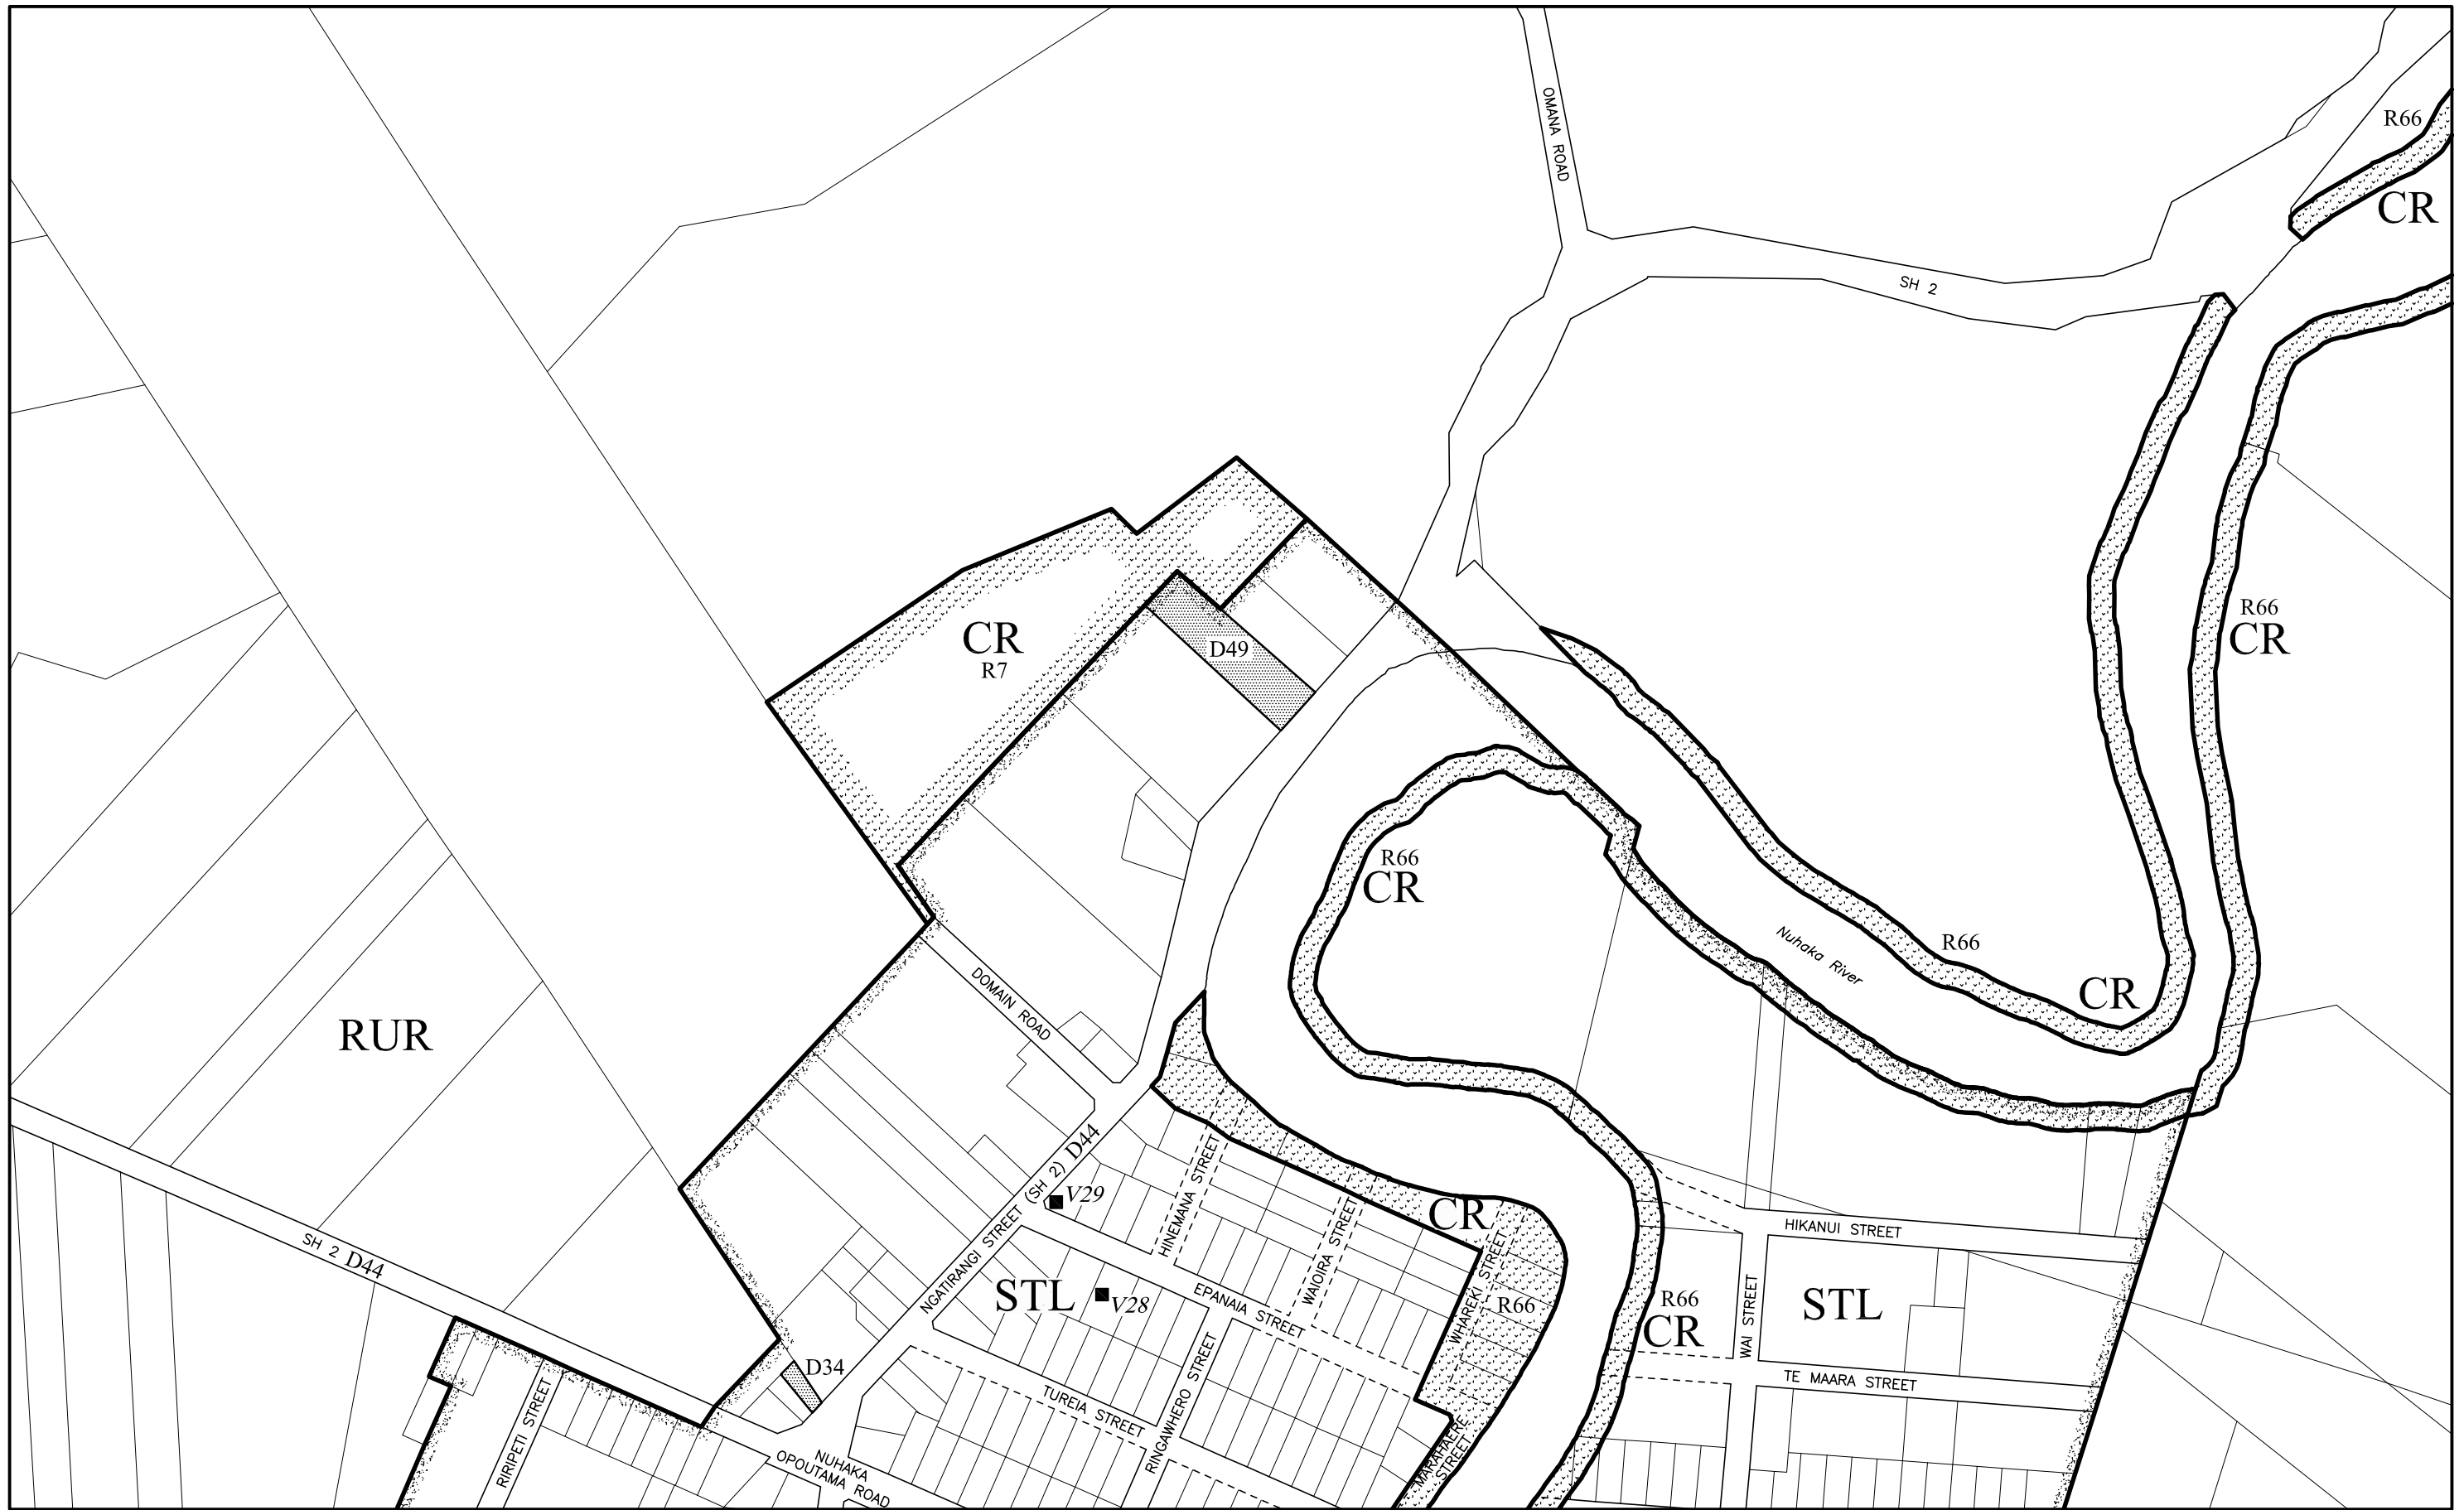 OMANA ROAD
R66
CR
SH 2
CR
R7
D49
R66
CR
R66
CR
Nuhaka River
R66
CR
RUR
DOMAIN ROAD
NGATIRANGI STREET (SH 2) D44
V29
HINEMANA STREET
WAIOIRA STREET
CR
WHAREKI STREET
R66
HIKANUI STREET
SH 2 D44
STL
V28
EPANAIA STREET
R66
CR
WAI STREET
STL
D34
TUREIA STREET
RINGAWHERO STREET
TE MAARA STREET
RIRIPETI STREET
NUHAKA
OPOUTAMA ROAD
MARAHAERE
STREET